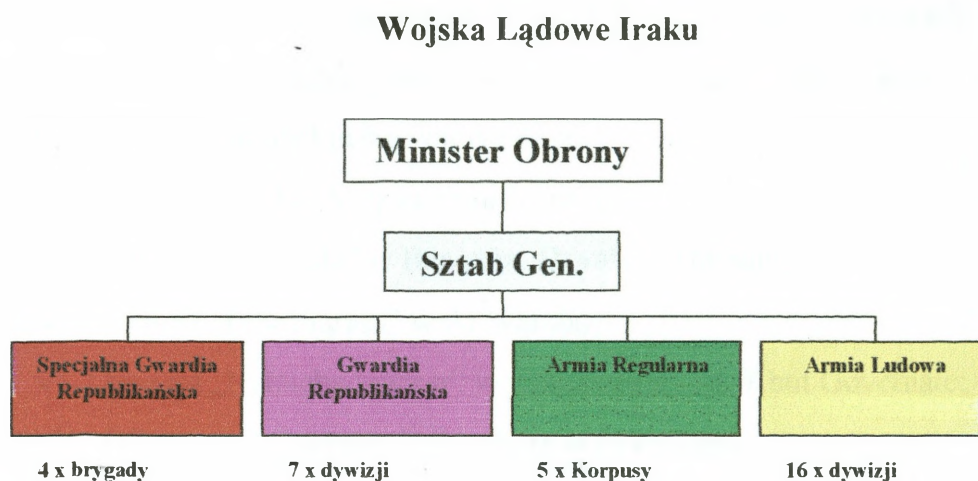 Wojska Lądowe Iraku
Minister Obrony
Sztab Gen.
Specjalna Gwardia
Republikańska
Gwardia
Republikańska
Armia Regularna
Armia Ludowa
4 x brygady
7 x dywizji
5 x Korpusy
16 x dywizji